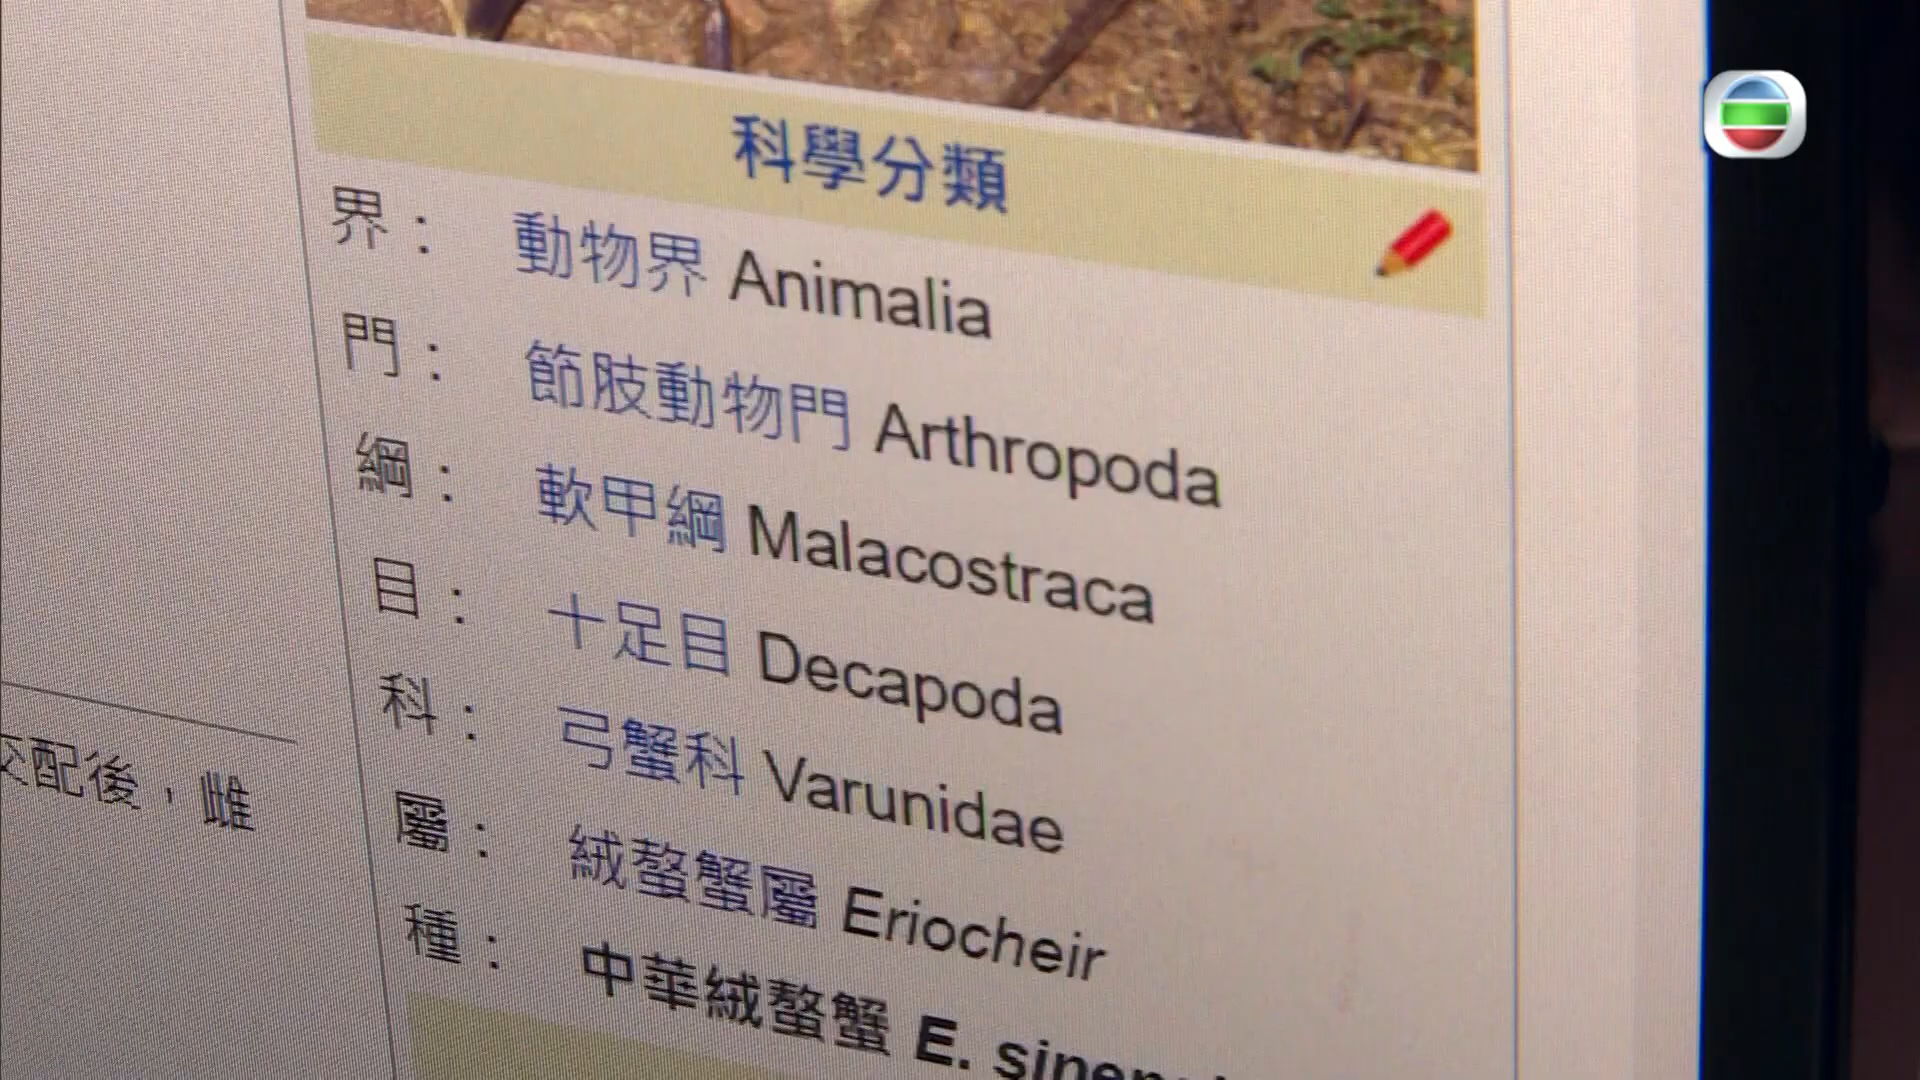 科學分類
界： 動物界 Animalia
門： 節肢動物門 Arthropoda
綱： 軟甲綱 Malacostraca
目： 十足目 Decapoda
科： 弓蟹科 Varunidae
交配後，雌
屬： 絨螯蟹屬 Eriocheir
種： 中華絨螯蟹 E.